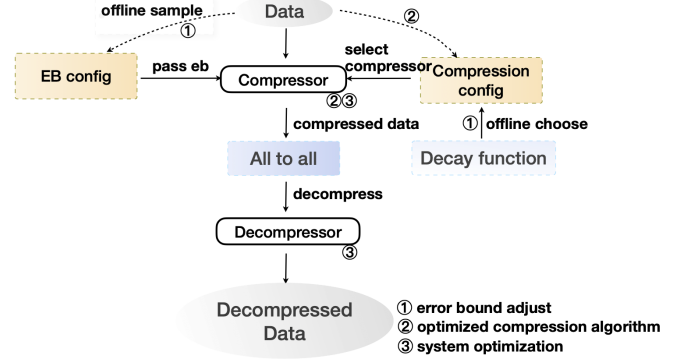 offline sample
Data
①
②
EB config
pass eb
Compressor
select
compressor
Compression
config
②③
compressed data
① offline choose
All to all
Decay function
decompress
Decompressor
③
Decompressed
Data
① error bound adjust
② optimized compression algorithm
③ system optimization